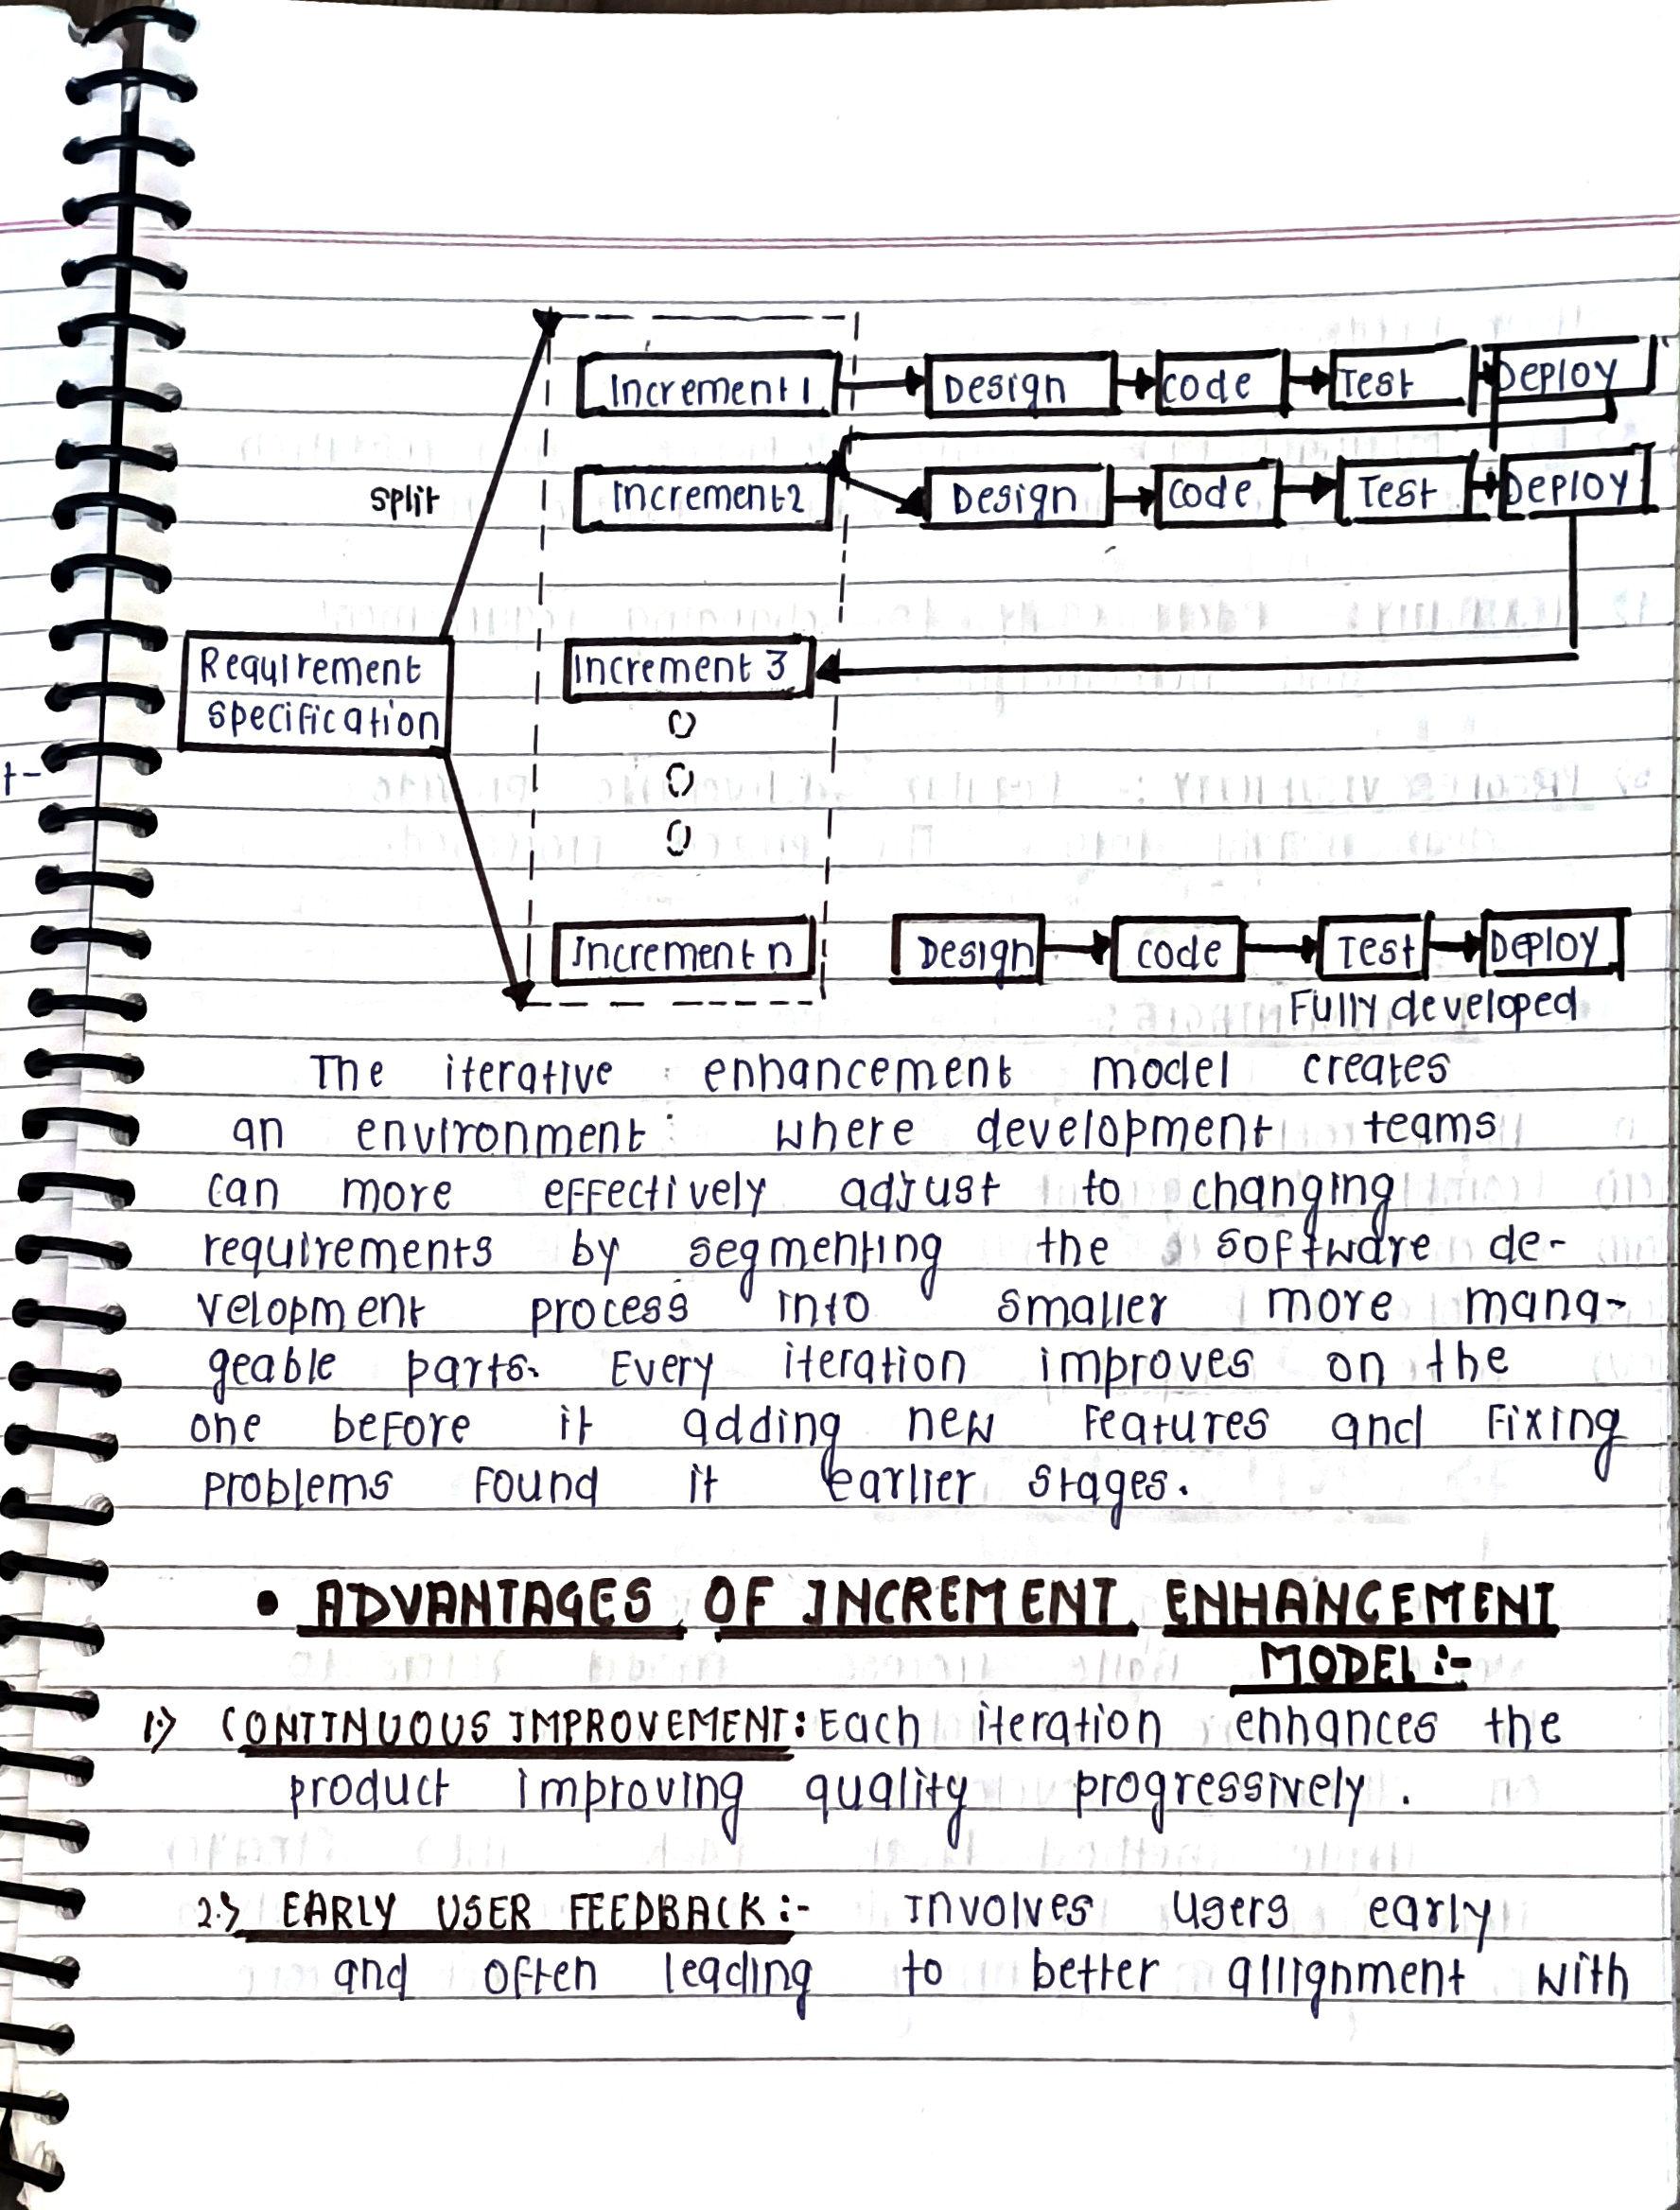 Increment 1 Design code Test Deploy
split Increment 2 Design code Test Deploy
Requirement Increment 3
specification
t-
Increment n Design code Test Deploy
Fully developed
The iterative enhancement model creates
an environment where development teams
can more effectively adjust to changing
requirements by segmenting the software de-
velopment process into smaller more mana-
geable parts. Every iteration improves on the
one before it adding new features and fixing
problems found it earlier stages.
• ADVANTAGES OF INCREMENT ENHANCEMENT
MODEL :-
1.> CONTINUOUS IMPROVEMENT: Each iteration enhances the
product improving quality progressively.
2.> EARLY USER FEEDBACK :- Involves users early
and often leading to better allignment with